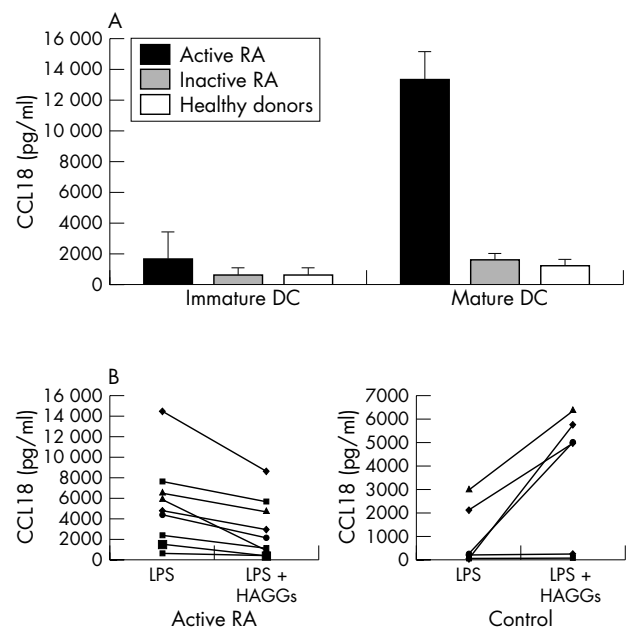 A
16 000
14 000
12 000
10 000
8000
6000
4000
2000
0
CCL18 (pg/ml)
Active RA
Inactive RA
Healthy donors
Immature DC
Mature DC
B
16 000
14 000
12 000
10 000
8000
6000
4000
2000
0
CCL18 (pg/ml)
LPS
LPS +
HAGGs
Active RA
7000
6000
5000
4000
3000
2000
1000
0
CCL18 (pg/ml)
LPS
LPS +
HAGGs
Control